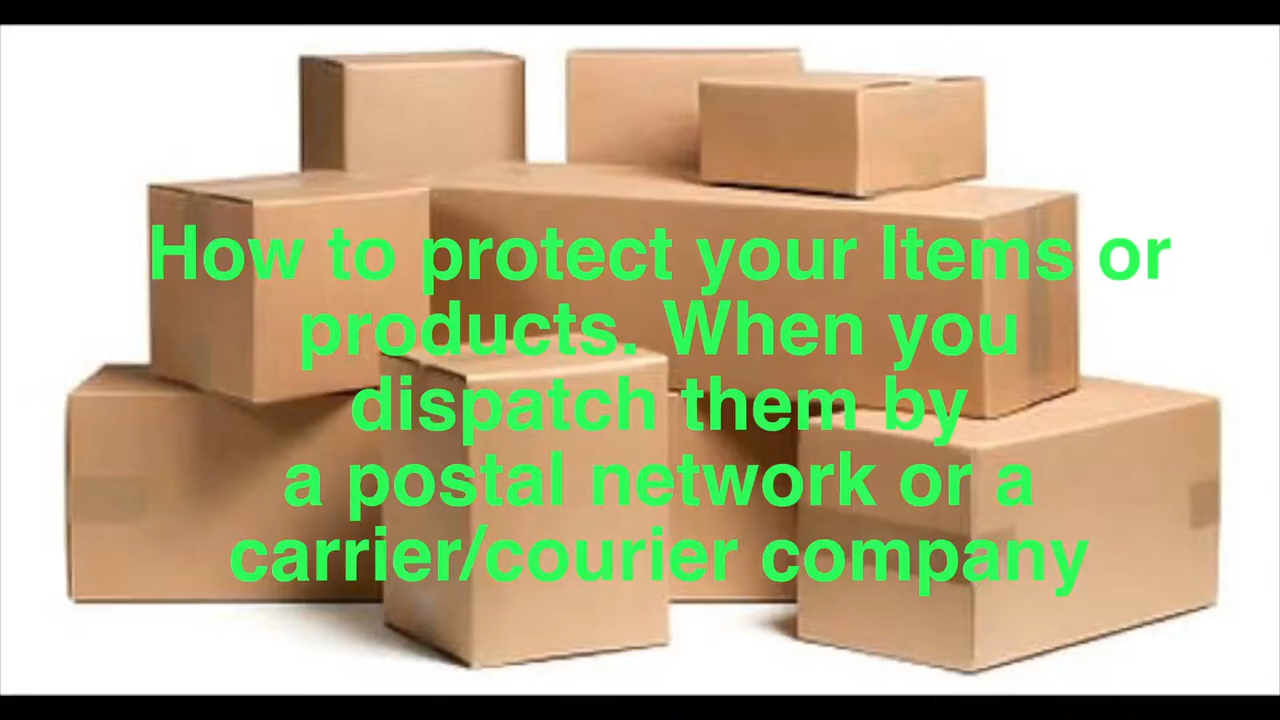 How to protect your Items or
products. When you
dispatch them by
a postal network or a
carrier/courier company